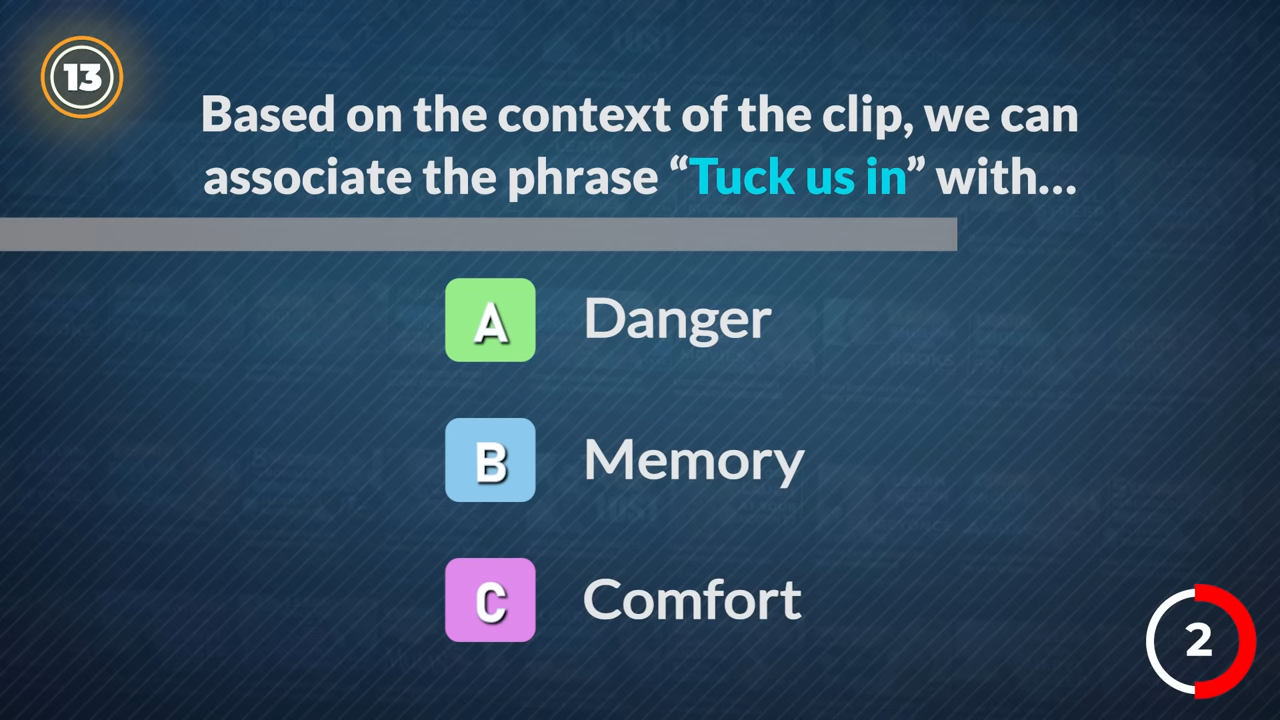 13
Based on the context of the clip, we can
associate the phrase “Tuck us in” with...
A Danger
B Memory
C Comfort
2